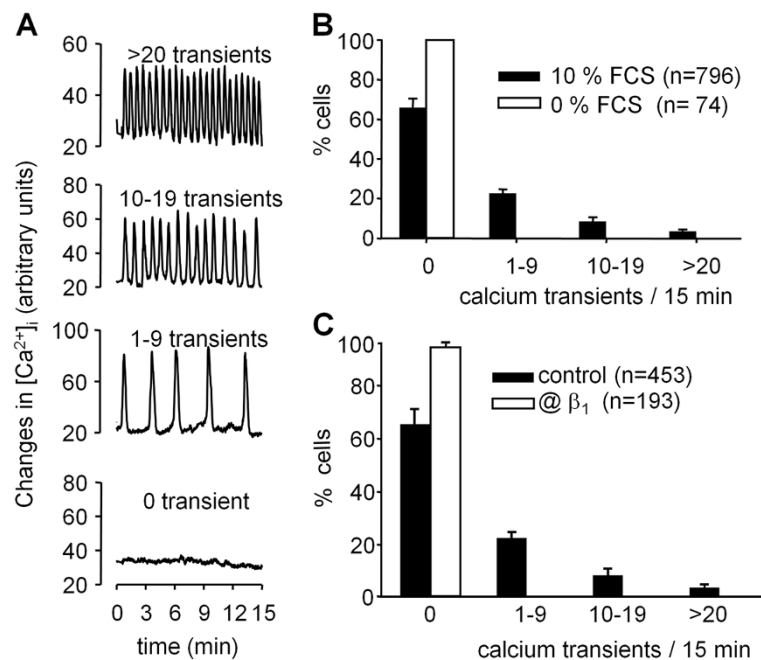 A
>20 transients
60
40
20
10-19 transients
80
60
40
20
1-9 transients
100
60
20
0 transient
80
60
40
20
0 3 6 9 12 15
time (min)
Changes in [Ca²⁺]ᵢ (arbitrary units)
B
100
80
60
40
20
0
% cells
10 % FCS (n=796)
0 % FCS (n= 74)
0 1-9 10-19 >20
calcium transients / 15 min
C
100
80
60
40
20
0
% cells
control (n=453)
@ β₁ (n=193)
0 1-9 10-19 >20
calcium transients / 15 min